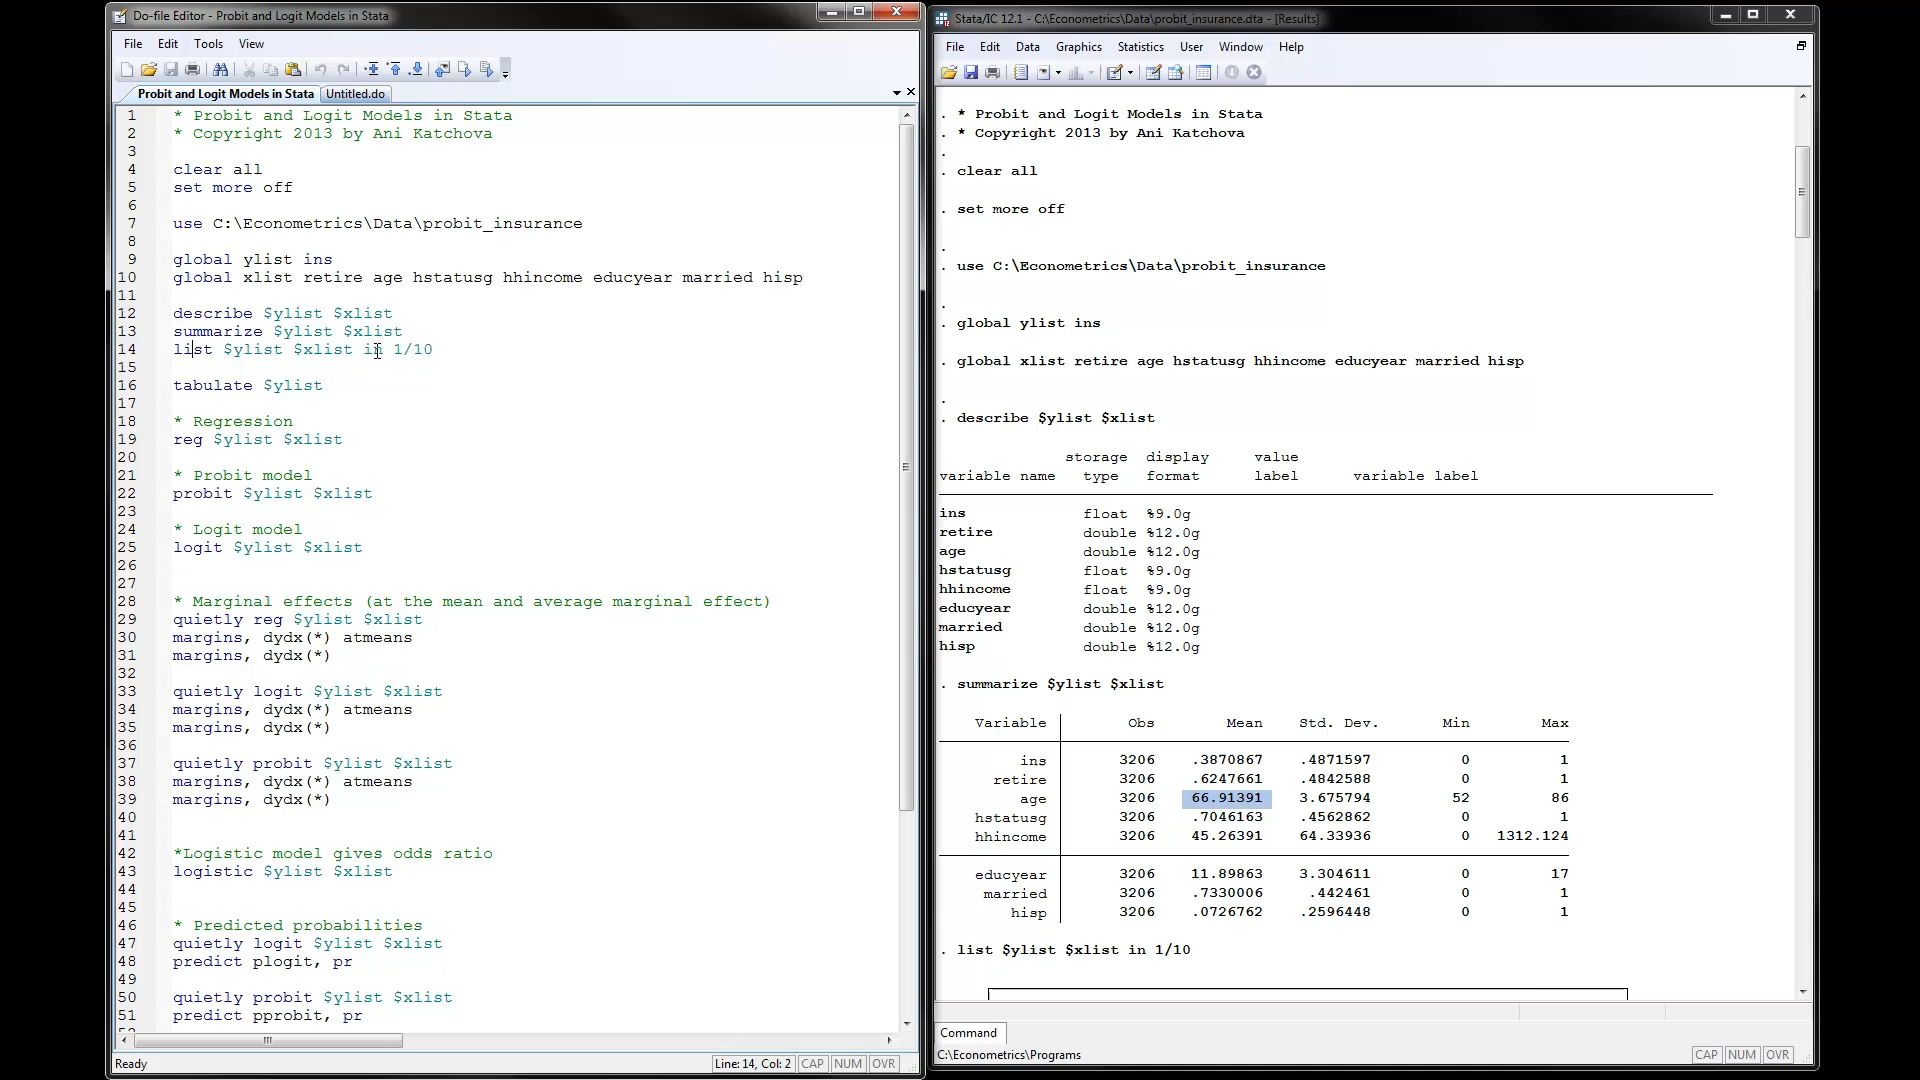 Do-file Editor - Probit and Logit Models in Stata
File Edit Tools View
Probit and Logit Models in Stata Untitled.do
1 * Probit and Logit Models in Stata
2 * Copyright 2013 by Ani Katchova
3
4 clear all
5 set more off
6
7 use C:\Econometrics\Data\probit_insurance
8
9 global ylist ins
10 global xlist retire age hstatusg hhincome educyear married hisp
11
12 describe $ylist $xlist
13 summarize $ylist $xlist
14 list $ylist $xlist in 1/10
15
16 tabulate $ylist
17
18 * Regression
19 reg $ylist $xlist
20
21 * Probit model
22 probit $ylist $xlist
23
24 * Logit model
25 logit $ylist $xlist
26
27
28 * Marginal effects (at the mean and average marginal effect)
29 quietly reg $ylist $xlist
30 margins, dydx(*) atmeans
31 margins, dydx(*)
32
33 quietly logit $ylist $xlist
34 margins, dydx(*) atmeans
35 margins, dydx(*)
36
37 quietly probit $ylist $xlist
38 margins, dydx(*) atmeans
39 margins, dydx(*)
40
41
42 *Logistic model gives odds ratio
43 logistic $ylist $xlist
44
45
46 * Predicted probabilities
47 quietly logit $ylist $xlist
48 predict plogit, pr
49
50 quietly probit $ylist $xlist
51 predict pprobit, pr
Ready Line: 14, Col: 2 CAP NUM OVR
Stata/IC 12.1 - C:\Econometrics\Data\probit_insurance.dta - [Results]
File Edit Data Graphics Statistics User Window Help
. * Probit and Logit Models in Stata
. * Copyright 2013 by Ani Katchova
.
. clear all
. set more off
.
. use C:\Econometrics\Data\probit_insurance
.
. global ylist ins
. global xlist retire age hstatusg hhincome educyear married hisp
.
. describe $ylist $xlist
storage display value
variable name type format label variable label
ins float %9.0g
retire double %12.0g
age double %12.0g
hstatusg float %9.0g
hhincome float %9.0g
educyear double %12.0g
married double %12.0g
hisp double %12.0g
. summarize $ylist $xlist
Variable Obs Mean Std. Dev. Min Max
ins 3206 .3870867 .4871597 0 1
retire 3206 .6247661 .4842588 0 1
age 3206 66.91391 3.675794 52 86
hstatusg 3206 .7046163 .4562862 0 1
hhincome 3206 45.26391 64.33936 0 1312.124
educyear 3206 11.89863 3.304611 0 17
married 3206 .7330006 .442461 0 1
hisp 3206 .0726762 .2596448 0 1
. list $ylist $xlist in 1/10
Command
C:\Econometrics\Programs CAP NUM OVR